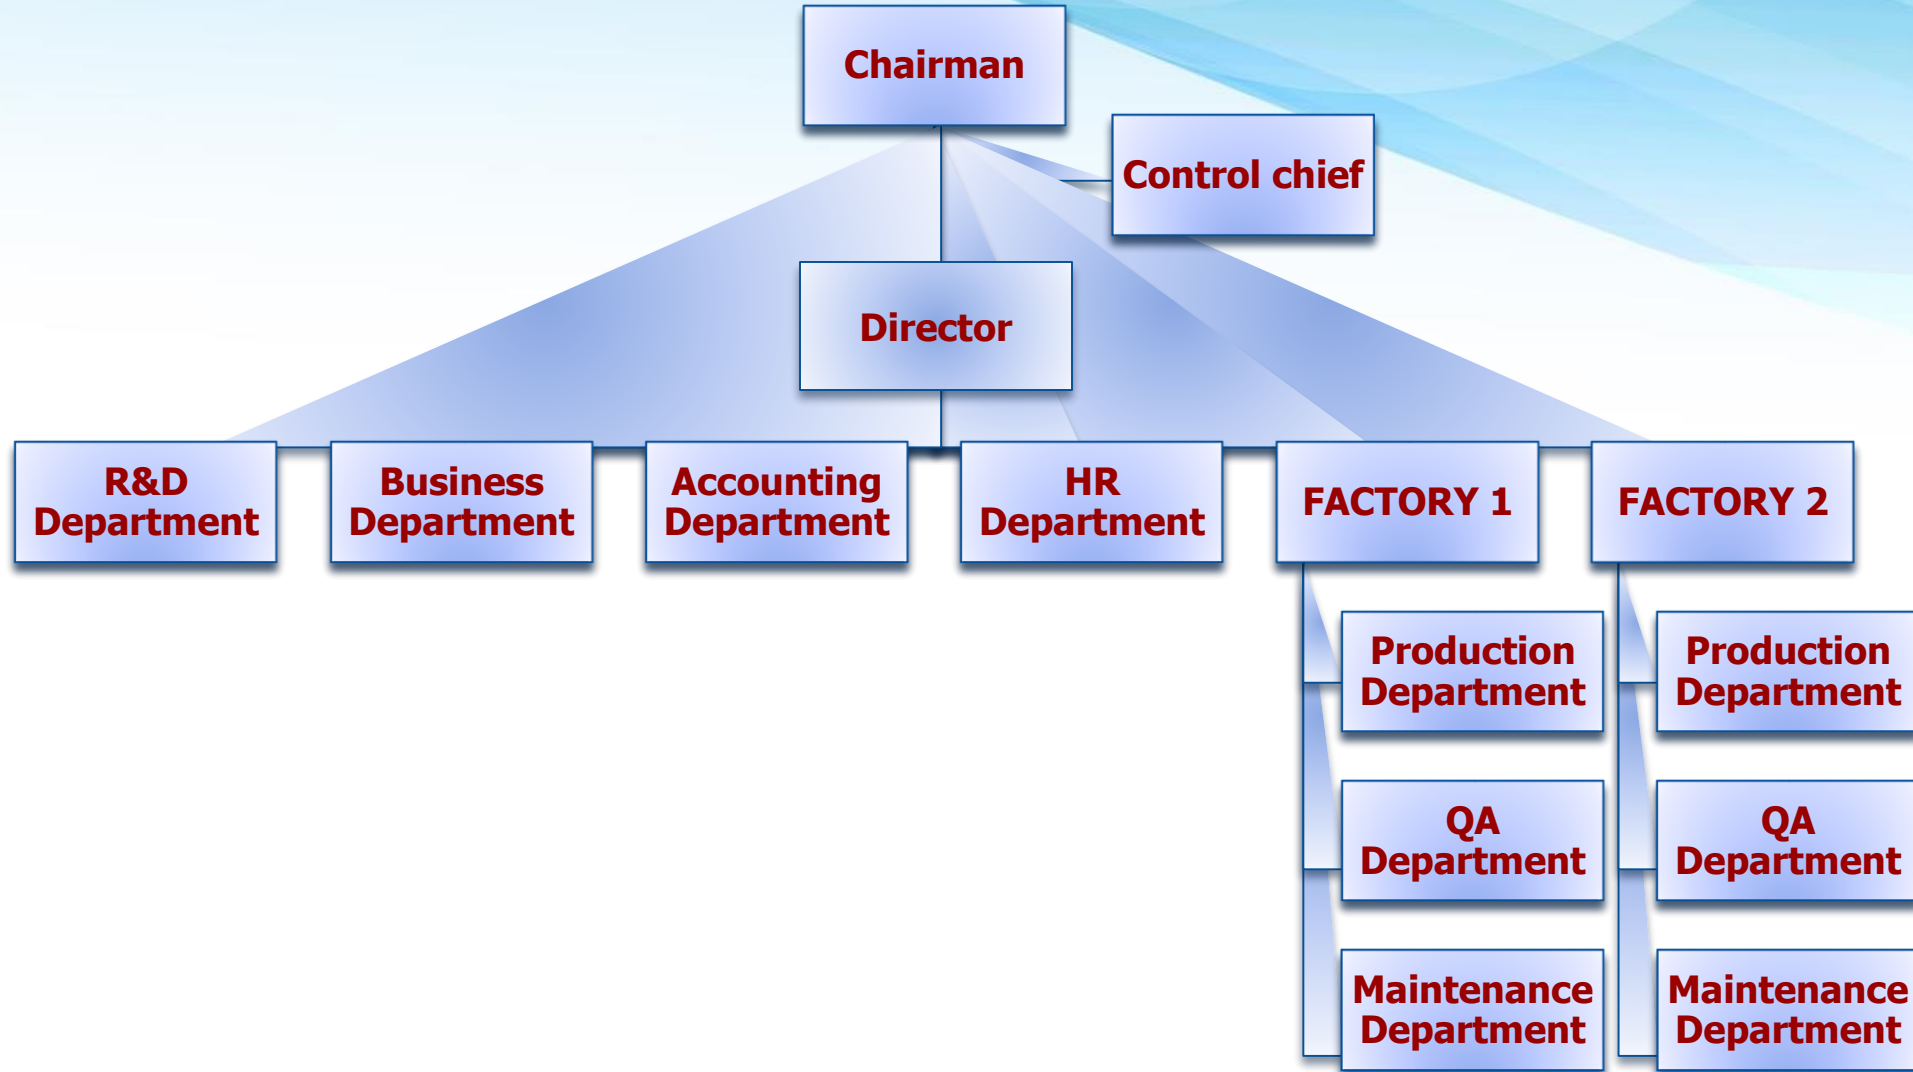 Chairman
Control chief
Director
R&D
Department
Business
Department
Accounting
Department
HR
Department
FACTORY 1
FACTORY 2
Production
Department
QA
Department
Maintenance
Department
Production
Department
QA
Department
Maintenance
Department